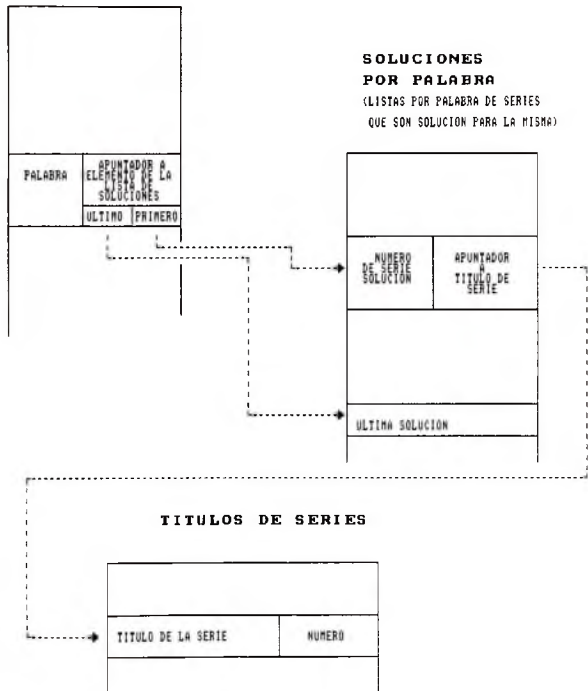 SOLUCIONES
POR PALABRA
(LISTAS POR PALABRA DE SERIES
QUE SON SOLUCION PARA LA MISMA)
PALABRA
APUNTADOR A
ELEMENTO DE LA
LISTA DE
SOLUCIONES
ULTIMO
PRIMERO
NUMERO
DE SERIE
SOLUCION
APUNTADOR
A
TITULO DE
SERIE
ULTIMA SOLUCION
TITULOS DE SERIES
TITULO DE LA SERIE
NUMERO